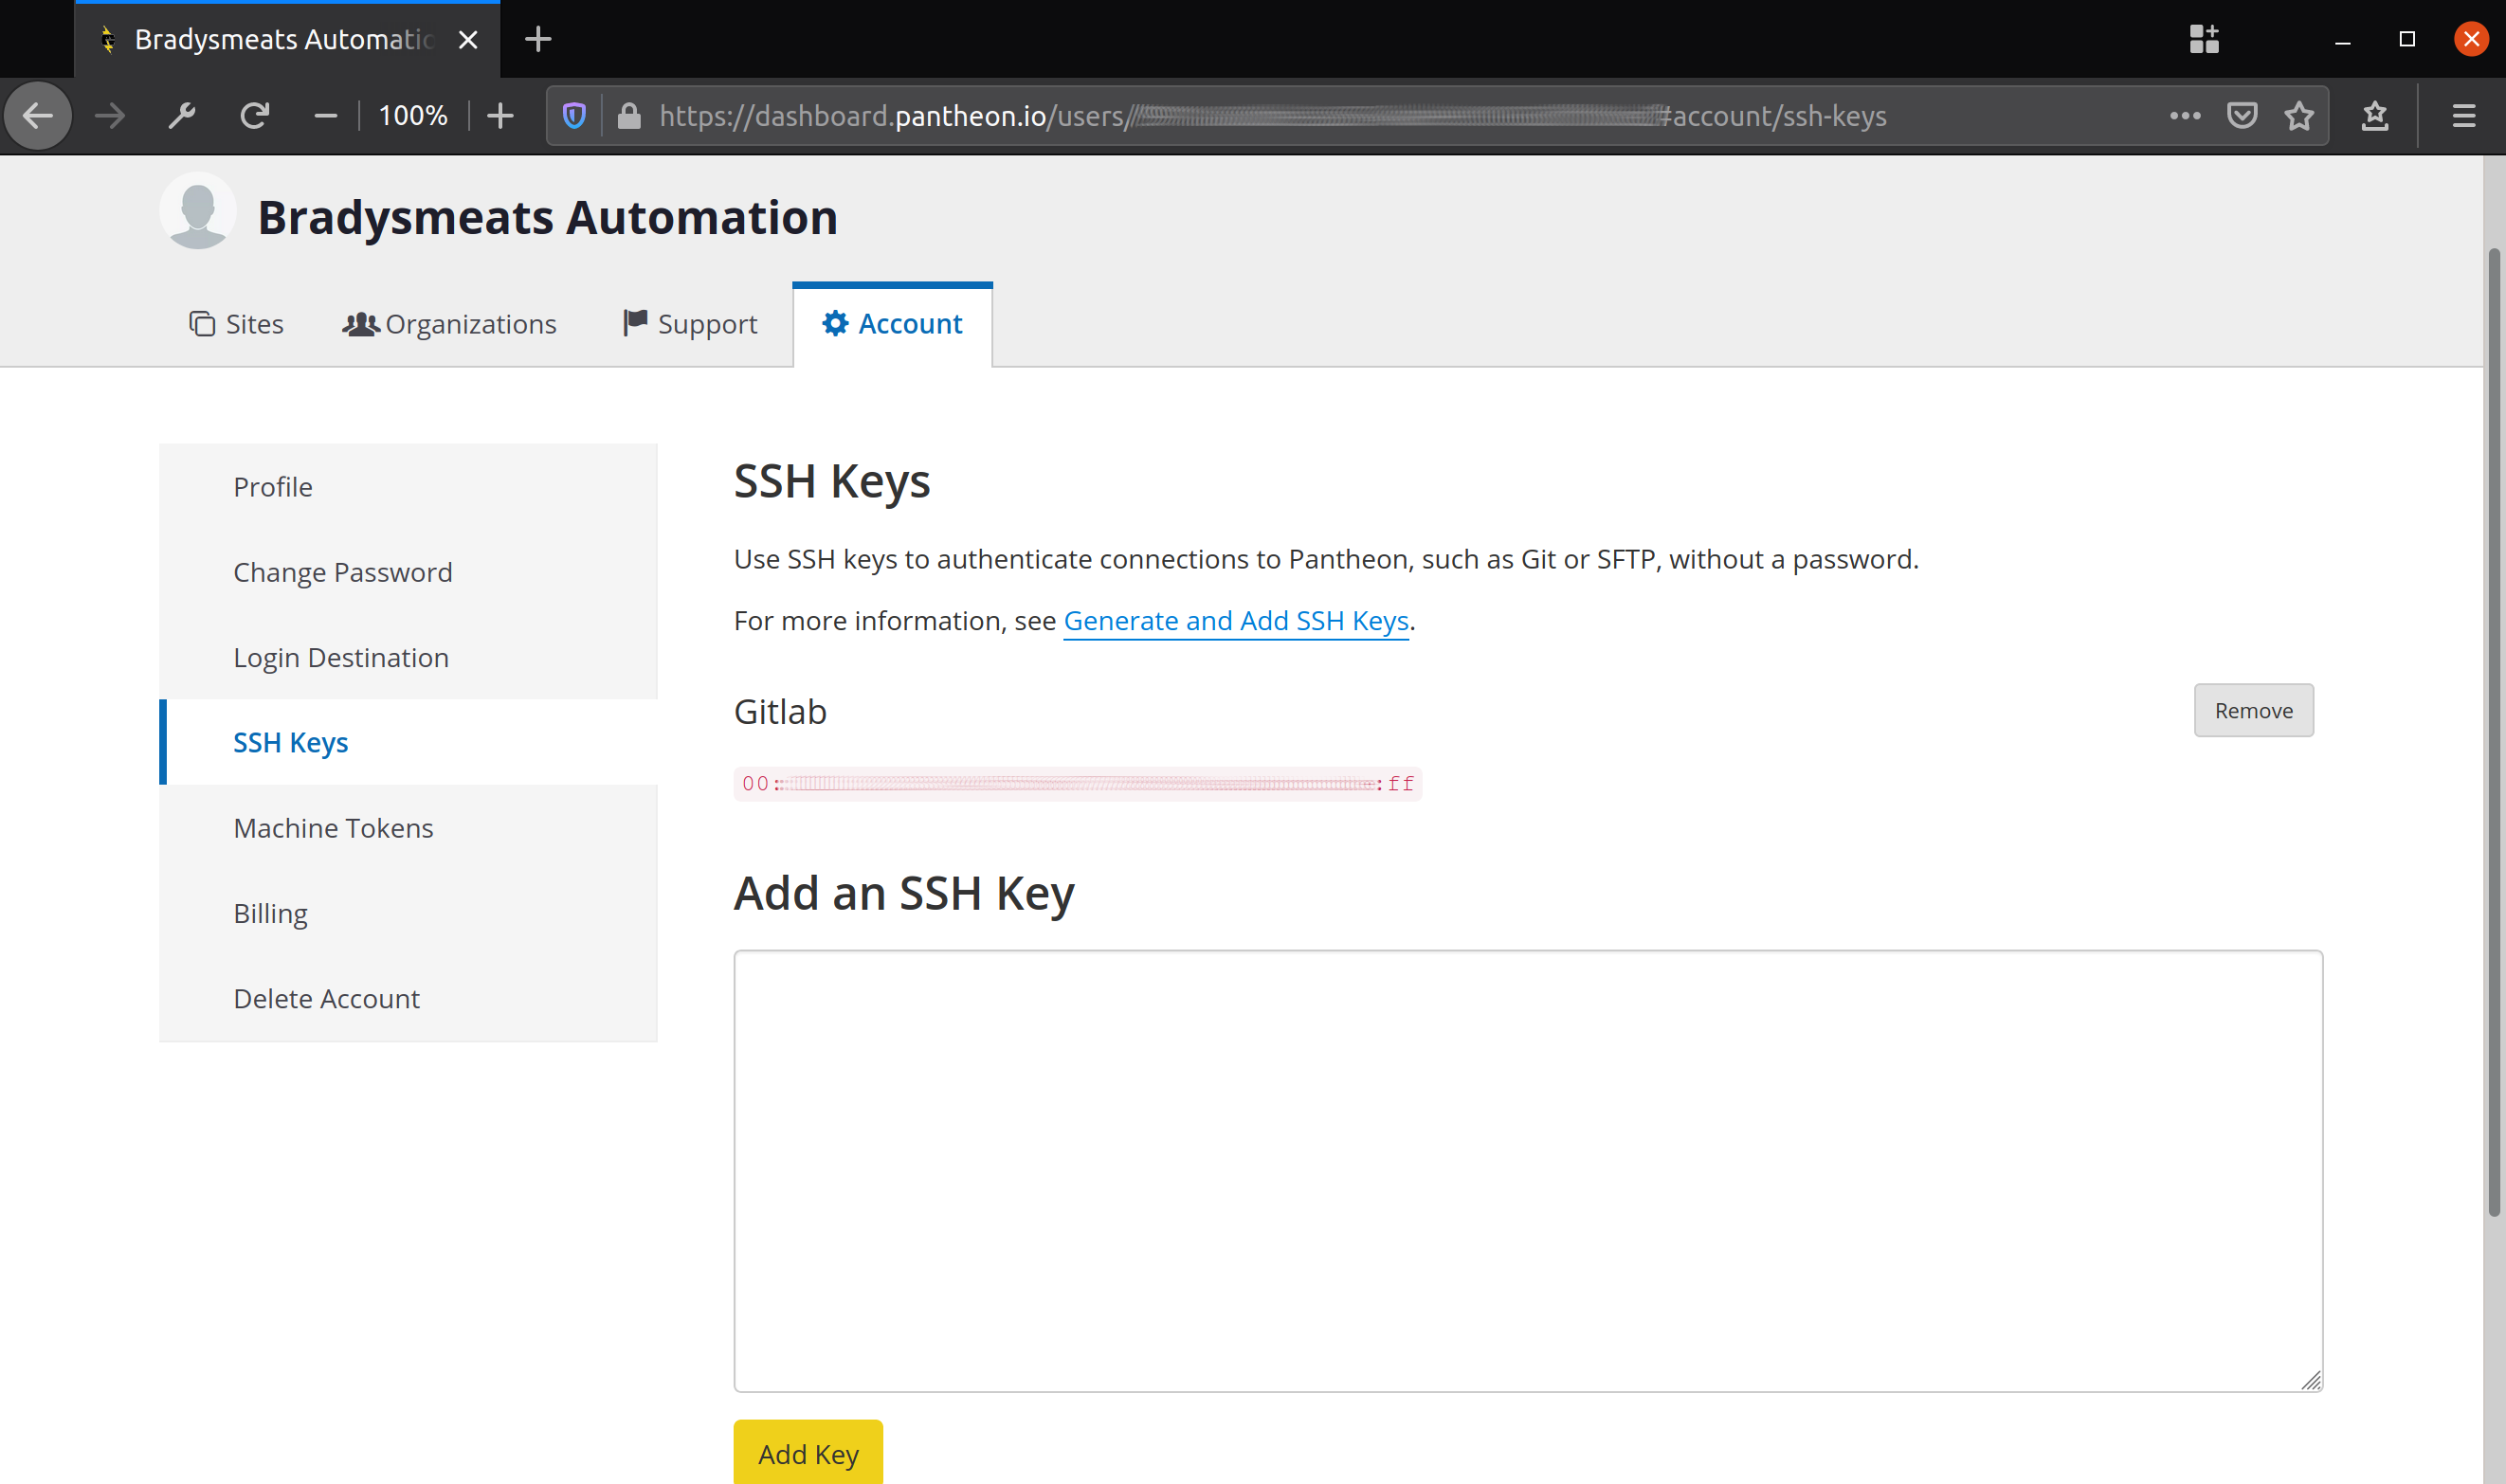 Bradysmeats Automatic
100%
https://dashboard.pantheon.io/users/ #account/ssh-keys
Bradysmeats Automation
Sites
Organizations
Support
Account
Profile
Change Password
Login Destination
SSH Keys
Machine Tokens
Billing
Delete Account
SSH Keys
Use SSH keys to authenticate connections to Pantheon, such as Git or SFTP, without a password.
For more information, see Generate and Add SSH Keys.
Gitlab
Remove
00: :ff
Add an SSH Key
Add Key